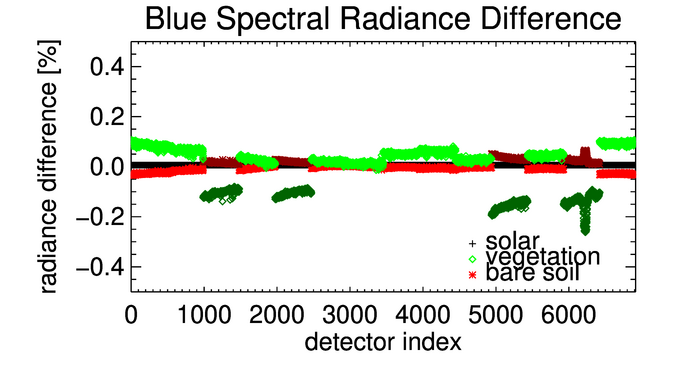 Blue Spectral Radiance Difference
radiance difference [%]
0.4
0.2
0.0
−0.2
−0.4
solar
vegetation
bare soil
0 1000 2000 3000 4000 5000 6000
detector index